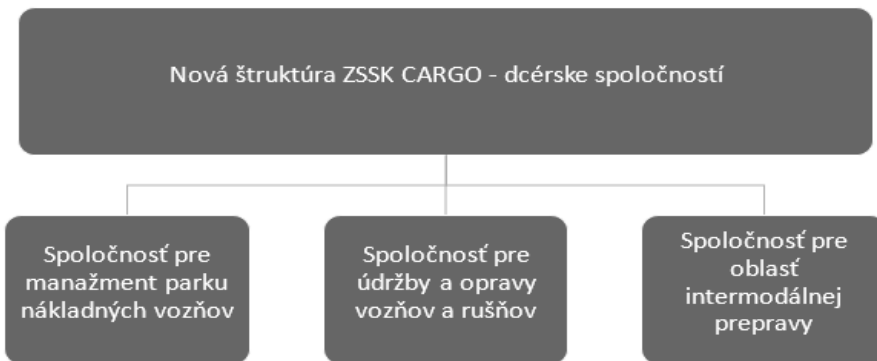 Nová štruktúra ZSSK CARGO - dcérske spoločností
Spoločnosť pre
manažment parku
nákladných vozňov
Spoločnosť pre
údržby a opravy
vozňov a rušňov
Spoločnosť pre
oblasť
intermodálnej
prepravy